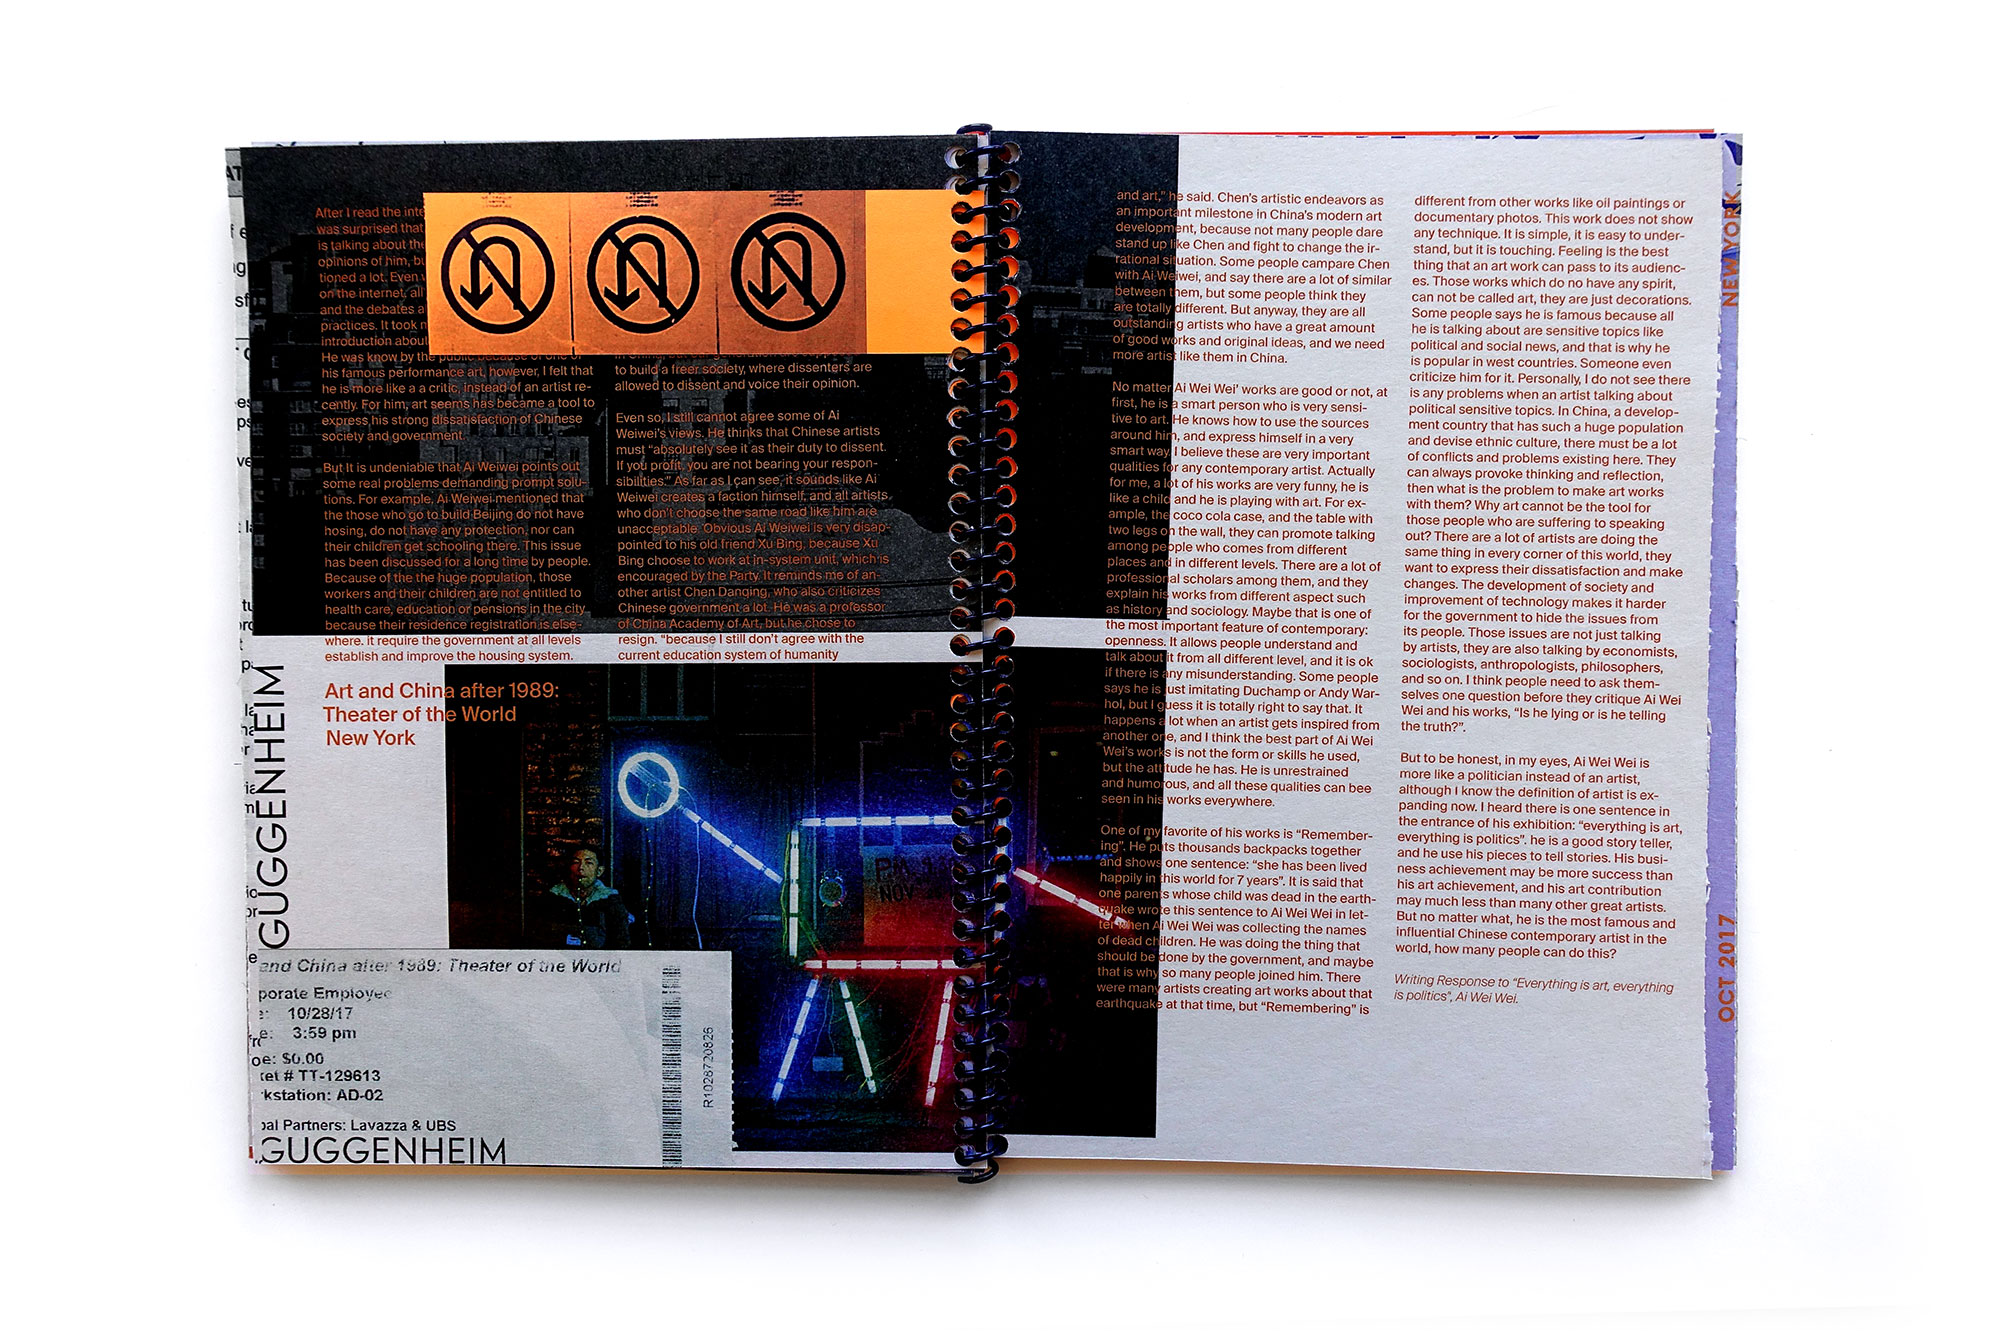 After I read the inte
was surprised that
is talking about the
opinions of him, bu
tioned a lot. Even
on the internet, all
and the debates a
practices. It took m
introduction about
He was know by the public because of one of
his famous performance art, however, I felt that
he is more like a a critic, instead of an artist re-
cently. For him, art seems has became a tool to
express his strong dissatisfaction of Chinese
society and government.
But It is undeniable that Ai Weiwei points out
some real problems demanding prompt solu-
tions. For example, Ai Weiwei mentioned that
the those who go to build Beijing do not have
hosing, do not have any protection, nor can
their children get schooling there. This issue
has been discussed for a long time by people.
Because of the the huge population, those
workers and their children are not entitled to
health care, education or pensions in the city
because their residence registration is else-
where. it require the government at all levels
establish and improve the housing system.
to build a freer society, where dissenters are
allowed to dissent and voice their opinion.
Even so, I still cannot agree some of Ai
Weiwei's views. He thinks that Chinese artists
must "absolutely see it as their duty to dissent.
If you profit, you are not bearing your respon-
sibilities." As far as I can see, it sounds like Ai
Weiwei creates a faction himself, and all artists
who don't choose the same road like him are
unacceptable. Obvious Ai Weiwei is very disap-
pointed to his old friend Xu Bing, because Xu
Bing choose to work at in-system unit, which is
encouraged by the Party. It reminds me of an-
other artist Chen Danqing, who also criticizes
Chinese government a lot. He was a professor
of China Academy of Art, but he chose to
resign. "because I still don't agree with the
current education system of humanity
Art and China after 1989:
Theater of the World
New York
GUGGENHEIM
PM
NOV
and China after 1989: Theater of the World
porate Employee
e: 10/28/17
e: 3:59 pm
pe: $0.00
ket # TT-129613
rkstation: AD-02
bal Partners: Lavazza & UBS
GUGGENHEIM
R1028720826
and art," he said. Chen's artistic endeavors as
an important milestone in China's modern art
development, because not many people dare
stand up like Chen and fight to change the ir-
rational situation. Some people campare Chen
with Ai Weiwei, and say there are a lot of similar
between them, but some people think they
are totally different. But anyway, they are all
outstanding artists who have a great amount
of good works and original ideas, and we need
more artist like them in China.
No matter Ai Wei Wei' works are good or not, at
first, he is a smart person who is very sensi-
tive to art. He knows how to use the sources
around him, and express himself in a very
smart way. I believe these are very important
qualities for any contemporary artist. Actually
for me, a lot of his works are very funny, he is
like a child and he is playing with art. For ex-
ample, the coco cola case, and the table with
two legs on the wall, they can promote talking
among people who comes from different
places and in different levels. There are a lot of
professional scholars among them, and they
explain his works from different aspect such
as history and sociology. Maybe that is one of
the most important feature of contemporary:
openness. It allows people understand and
talk about it from all different level, and it is ok
if there is any misunderstanding. Some people
says he is just imitating Duchamp or Andy War-
hol, but I guess it is totally right to say that. It
happens a lot when an artist gets inspired from
another one, and I think the best part of Ai Wei
Wei's works is not the form or skills he used,
but the attitude he has. He is unrestrained
and humorous, and all these qualities can bee
seen in his works everywhere.
One of my favorite of his works is "Remember-
ing". He puts thousands backpacks together
and shows one sentence: "she has been lived
happily in this world for 7 years". It is said that
one parents whose child was dead in the earth-
quake wrote this sentence to Ai Wei Wei in let-
ter when Ai Wei Wei was collecting the names
of dead children. He was doing the thing that
should be done by the government, and maybe
that is why so many people joined him. There
were many artists creating art works about that
earthquake at that time, but "Remembering" is
different from other works like oil paintings or
documentary photos. This work does not show
any technique. It is simple, it is easy to under-
stand, but it is touching. Feeling is the best
thing that an art work can pass to its audienc-
es. Those works which do no have any spirit,
can not be called art, they are just decorations.
Some people says he is famous because all
he is talking about are sensitive topics like
political and social news, and that is why he
is popular in west countries. Someone even
criticize him for it. Personally, I do not see there
is any problems when an artist talking about
political sensitive topics. In China, a develop-
ment country that has such a huge population
and devise ethnic culture, there must be a lot
of conflicts and problems existing here. They
can always provoke thinking and reflection,
then what is the problem to make art works
with them? Why art cannot be the tool for
those people who are suffering to speaking
out? There are a lot of artists are doing the
same thing in every corner of this world, they
want to express their dissatisfaction and make
changes. The development of society and
improvement of technology makes it harder
for the government to hide the issues from
its people. Those issues are not just talking
by artists, they are also talking by economists,
sociologists, anthropologists, philosophers,
and so on. I think people need to ask them-
selves one question before they critique Ai Wei
Wei and his works, "Is he lying or is he telling
the truth?".
But to be honest, in my eyes, Ai Wei Wei is
more like a politician instead of an artist,
although I know the definition of artist is ex-
panding now. I heard there is one sentence in
the entrance of his exhibition: "everything is art,
everything is politics". he is a good story teller,
and he use his pieces to tell stories. His busi-
ness achievement may be more success than
his art achievement, and his art contribution
may much less than many other great artists.
But no matter what, he is the most famous and
influential Chinese contemporary artist in the
world, how many people can do this?
Writing Response to "Everything is art, everything
is politics", Ai Wei Wei.
NEW YORK
OCT 2017